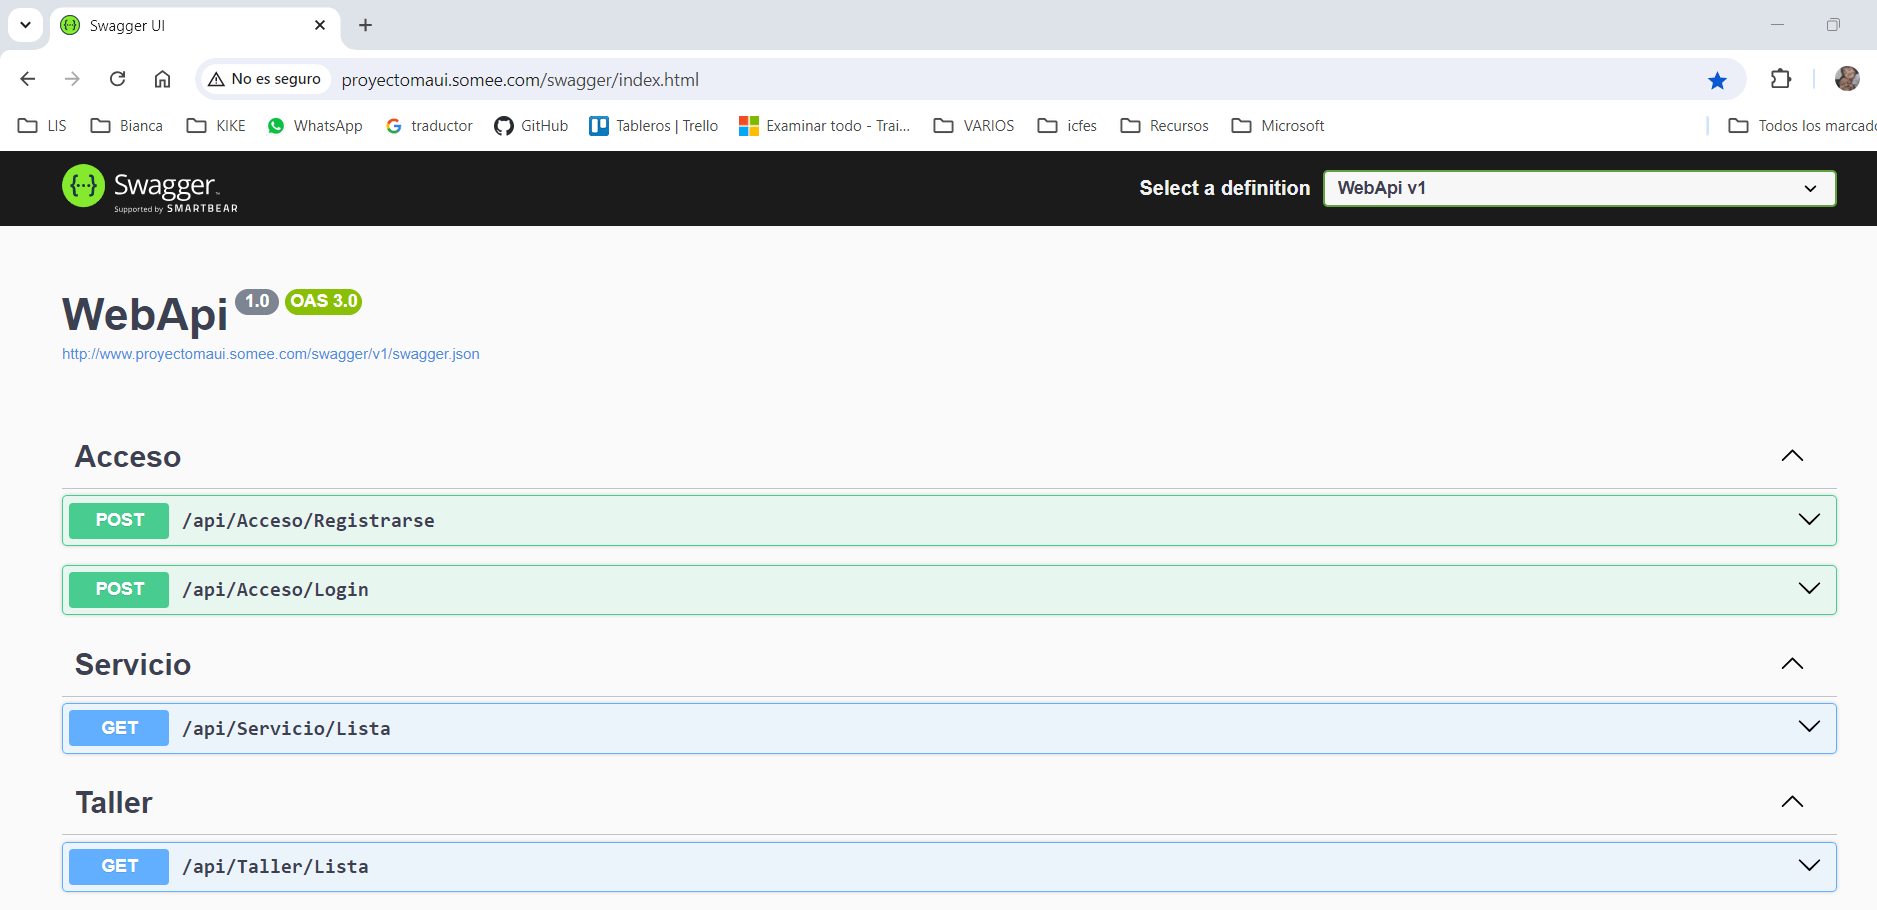 Swagger UI
No es seguro proyectomaui.somee.com/swagger/index.html
LIS Bianca KIKE WhatsApp traductor GitHub Tableros | Trello Examinar todo - Trai... VARIOS icfes Recursos Microsoft Todos los marcado
Swagger™ Select a definition WebApi v1
Supported by SMARTBEAR
WebApi 1.0 OAS 3.0
http://www.proyectomaui.somee.com/swagger/v1/swagger.json
Acceso
POST /api/Acceso/Registrarse
POST /api/Acceso/Login
Servicio
GET /api/Servicio/Lista
Taller
GET /api/Taller/Lista